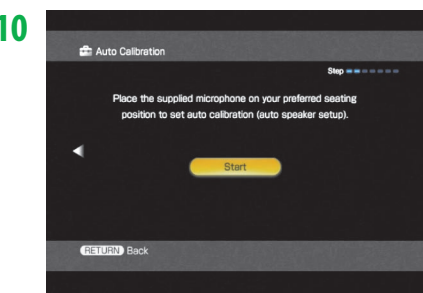 10
Auto Calibration
Step
Place the supplied microphone on your preferred seating
position to set auto calibration (auto speaker setup).
Start
RETURN Back